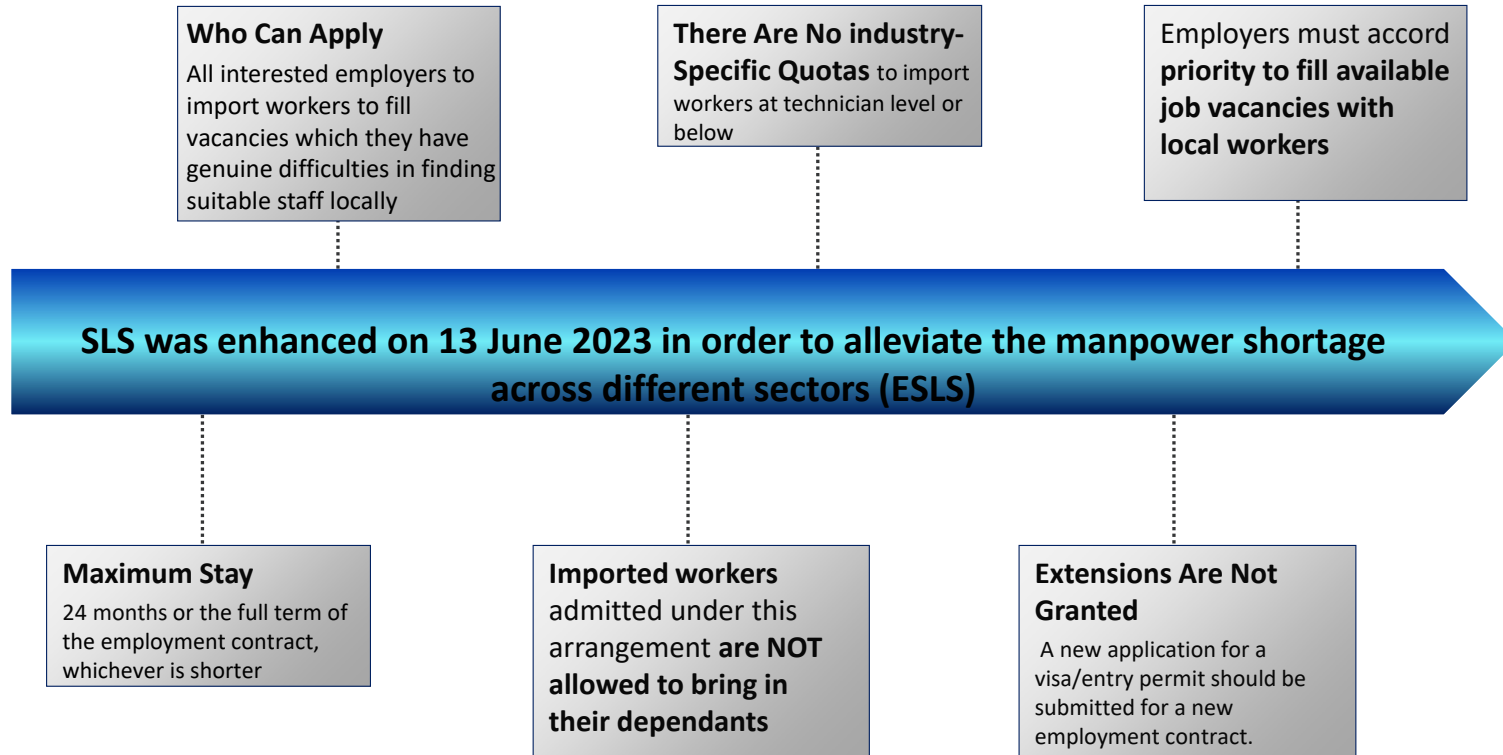 Who Can Apply
All interested employers to
import workers to fill
vacancies which they have
genuine difficulties in finding
suitable staff locally
There Are No industry-
Specific Quotas to import
workers at technician level or
below
Employers must accord
priority to fill available
job vacancies with
local workers
SLS was enhanced on 13 June 2023 in order to alleviate the manpower shortage
across different sectors (ESLS)
Maximum Stay
24 months or the full term of
the employment contract,
whichever is shorter
Imported workers
admitted under this
arrangement are NOT
allowed to bring in
their dependants
Extensions Are Not
Granted
A new application for a
visa/entry permit should be
submitted for a new
employment contract.